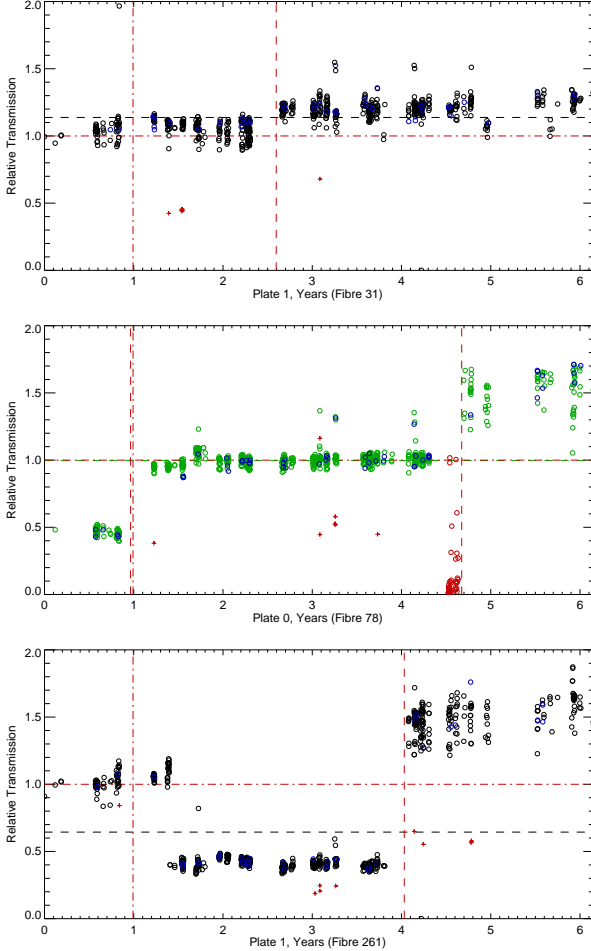 2.0
1.5
1.0
0.5
0.0
Relative Transmission
0 1 2 3 4 5 6
Plate 1, Years (Fibre 31)
2.0
1.5
1.0
0.5
0.0
Relative Transmission
0 1 2 3 4 5 6
Plate 0, Years (Fibre 78)
2.0
1.5
1.0
0.5
0.0
Relative Transmission
0 1 2 3 4 5 6
Plate 1, Years (Fibre 261)